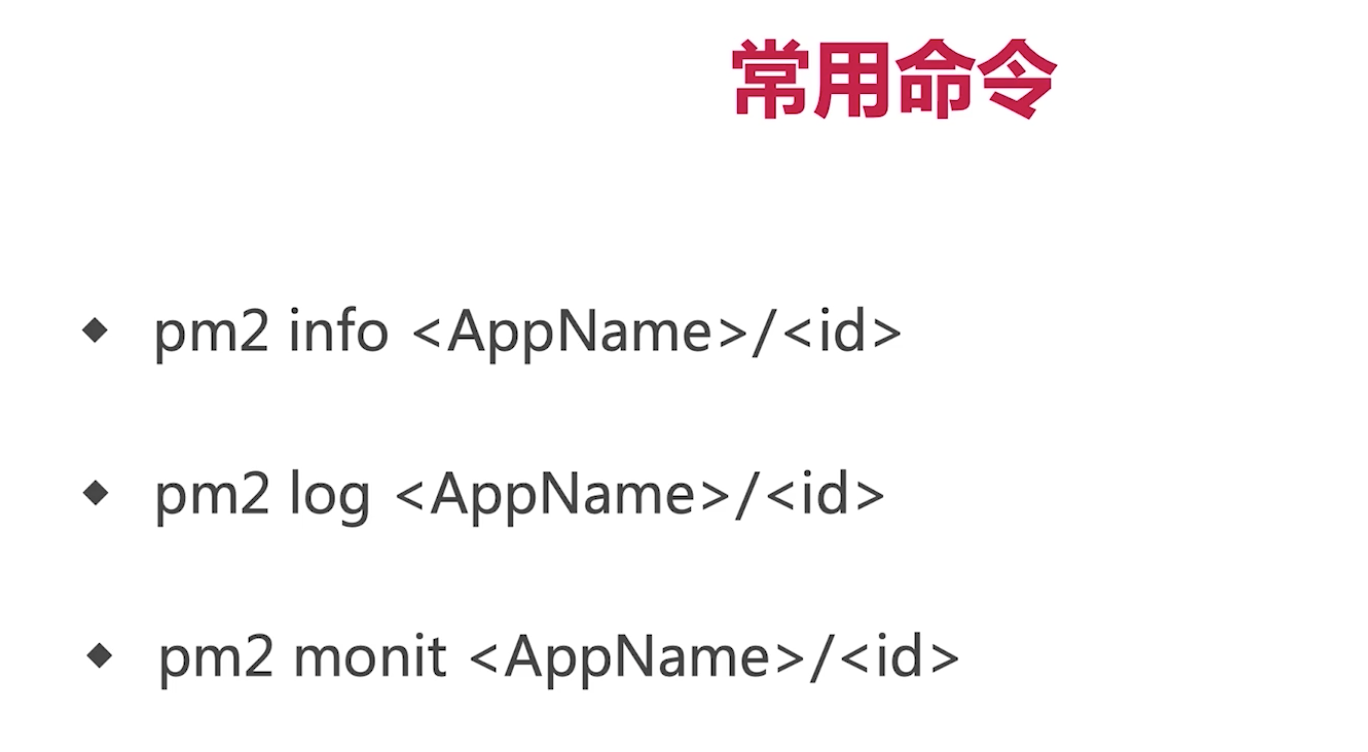 常用命令
◆ pm2 info <AppName>/<id>
◆ pm2 log <AppName>/<id>
◆ pm2 monit <AppName>/<id>